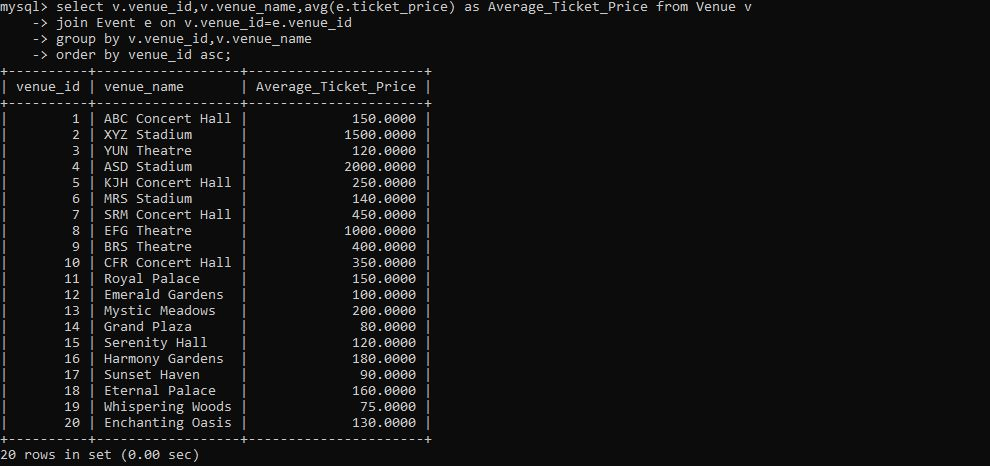 mysql> select v.venue_id,v.venue_name,avg(e.ticket_price) as Average_Ticket_Price from Venue v
    -> join Event e on v.venue_id=e.venue_id
    -> group by v.venue_id,v.venue_name
    -> order by venue_id asc;
+----------+------------------+----------------------+
| venue_id | venue_name       | Average_Ticket_Price |
+----------+------------------+----------------------+
|        1 | ABC Concert Hall |             150.0000 |
|        2 | XYZ Stadium      |            1500.0000 |
|        3 | YUN Theatre      |             120.0000 |
|        4 | ASD Stadium      |            2000.0000 |
|        5 | KJH Concert Hall |             250.0000 |
|        6 | MRS Stadium      |             140.0000 |
|        7 | SRM Concert Hall |             450.0000 |
|        8 | EFG Theatre      |            1000.0000 |
|        9 | BRS Theatre      |             400.0000 |
|       10 | CFR Concert Hall |             350.0000 |
|       11 | Royal Palace     |             150.0000 |
|       12 | Emerald Gardens  |             100.0000 |
|       13 | Mystic Meadows   |             200.0000 |
|       14 | Grand Plaza      |              80.0000 |
|       15 | Serenity Hall    |             120.0000 |
|       16 | Harmony Gardens  |             180.0000 |
|       17 | Sunset Haven     |              90.0000 |
|       18 | Eternal Palace   |             160.0000 |
|       19 | Whispering Woods |              75.0000 |
|       20 | Enchanting Oasis |             130.0000 |
+----------+------------------+----------------------+
20 rows in set (0.00 sec)